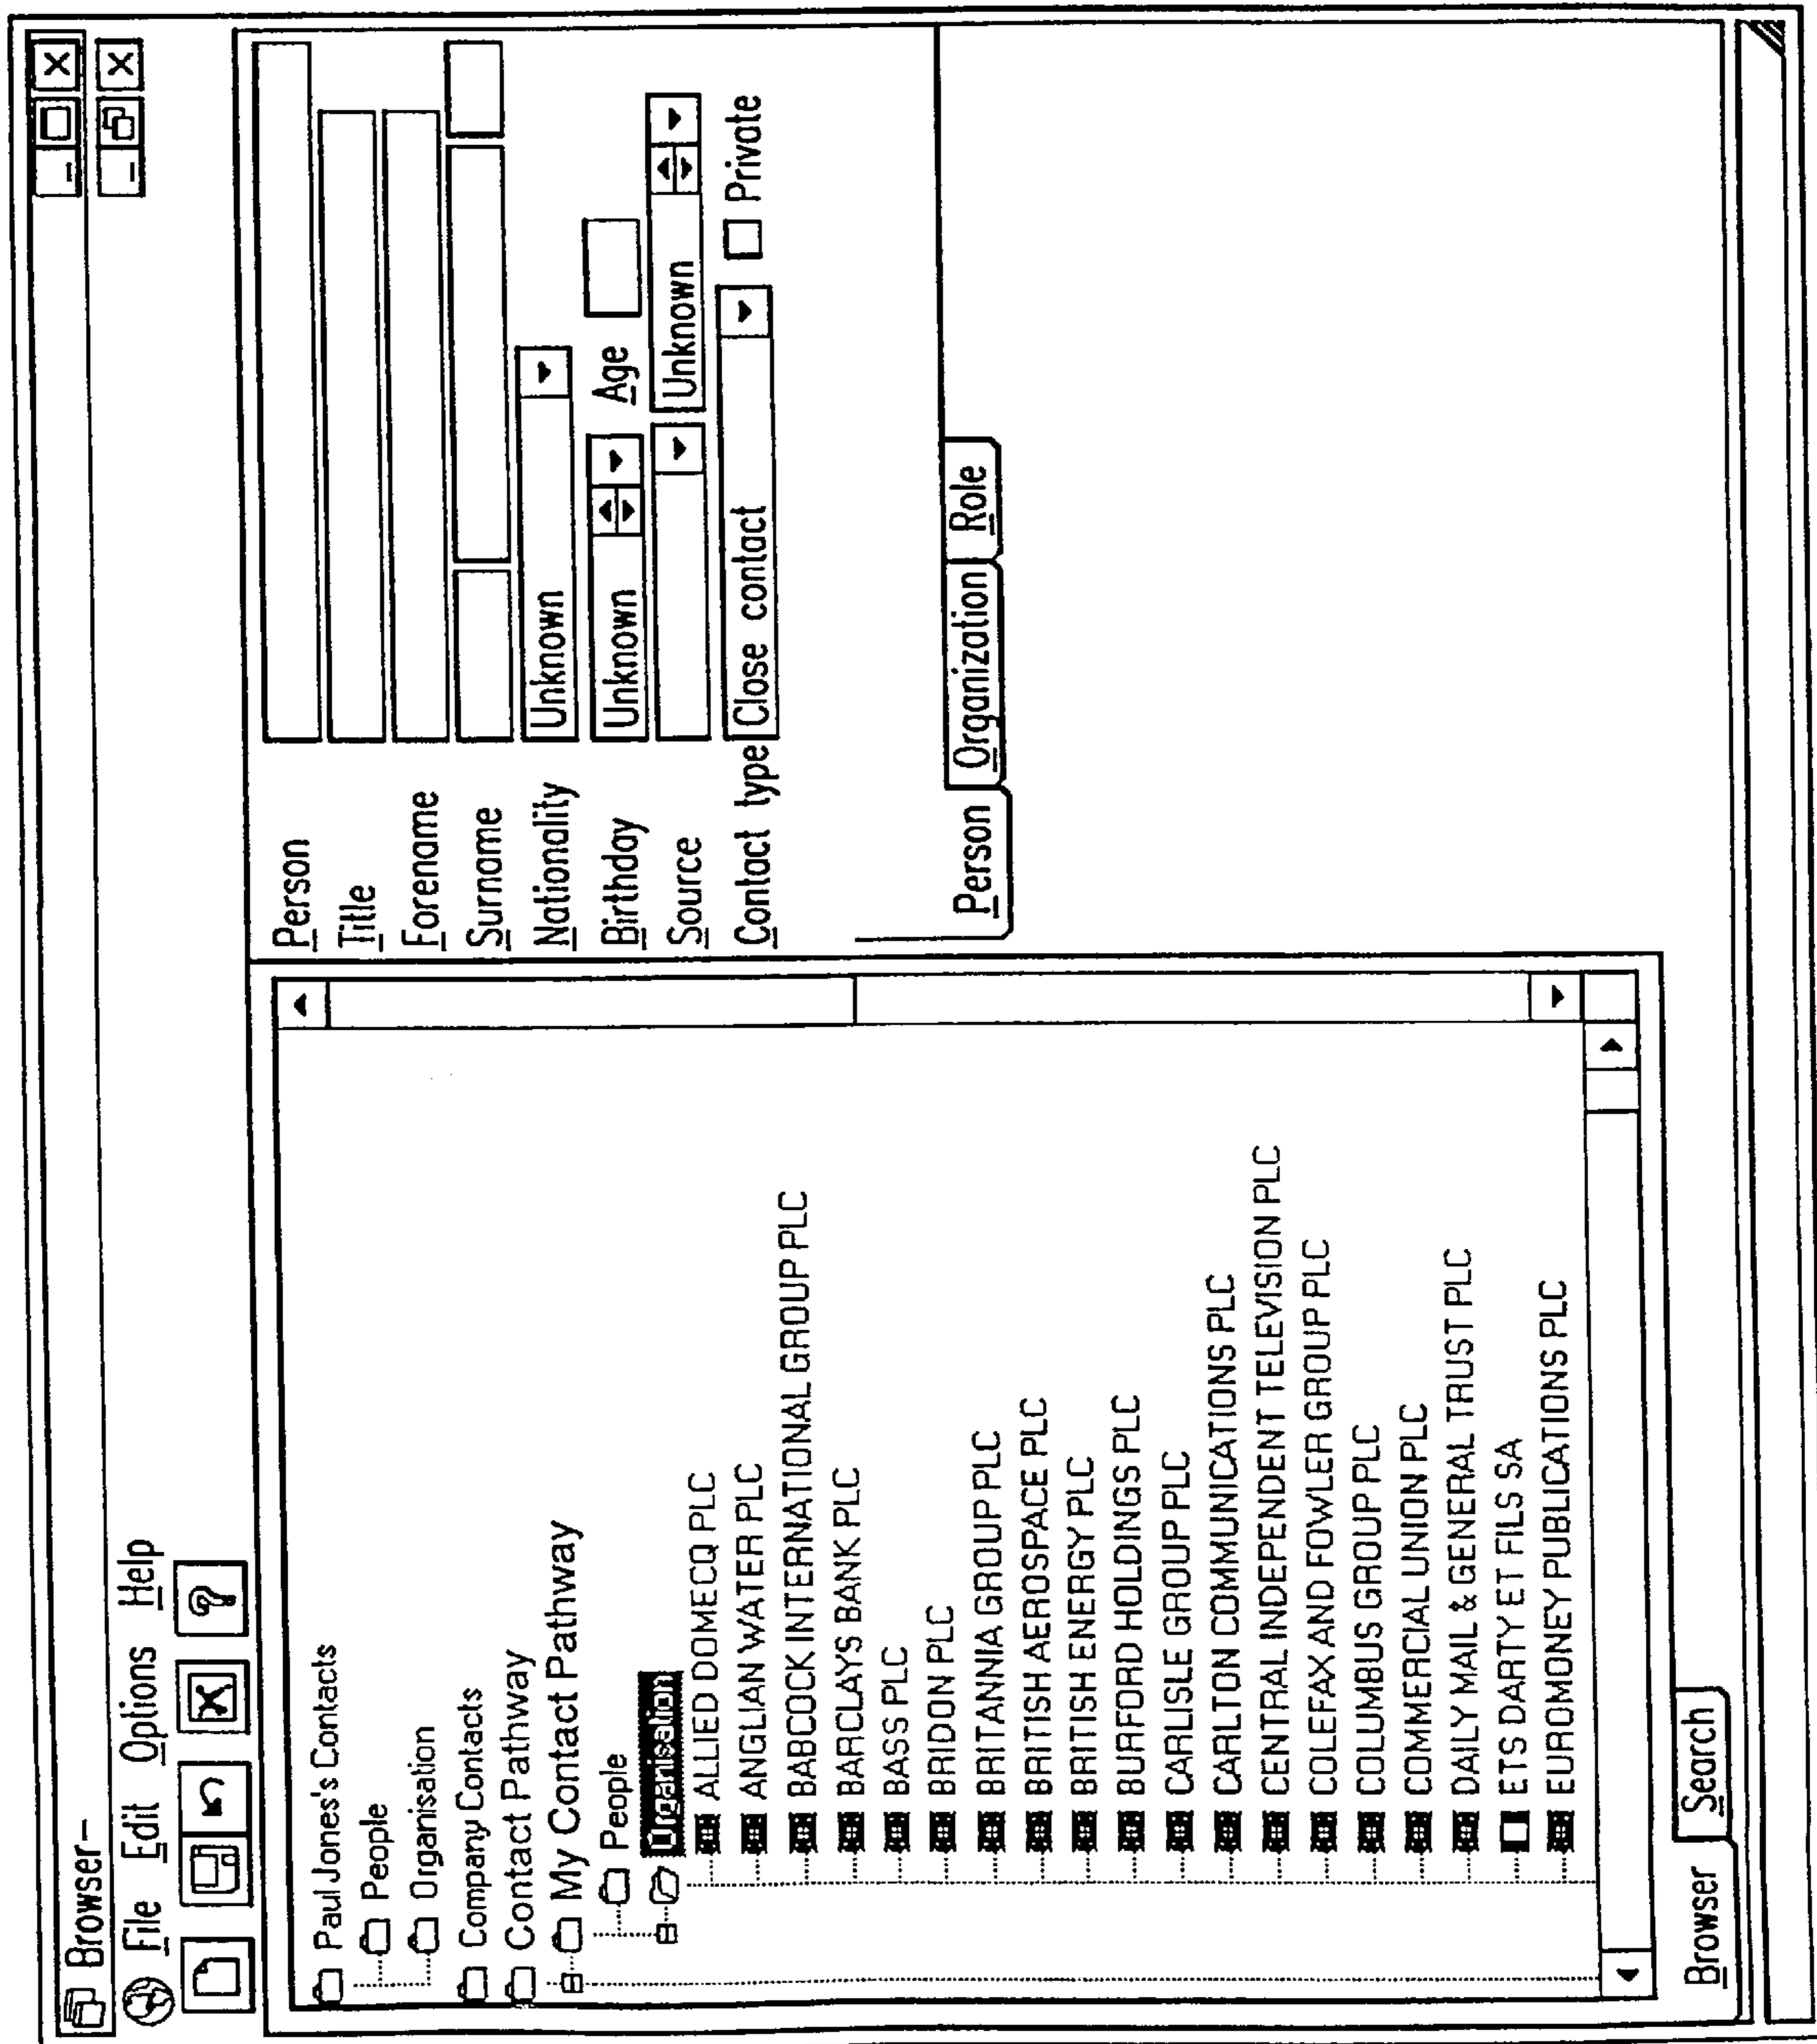 Browser-
File Edit Options Help
Paul Jones's Contacts
People
Organisation
Company Contacts
Contact Pathway
My Contact Pathway
People
Organisation
ALLIED DOMECQ PLC
ANGLIAN WATER PLC
BABCOCK INTERNATIONAL GROUP PLC
BARCLAYS BANK PLC
BASS PLC
BRIDON PLC
BRITANNIA GROUP PLC
BRITISH AEROSPACE PLC
BRITISH ENERGY PLC
BURFORD HOLDINGS PLC
CARLISLE GROUP PLC
CARLTON COMMUNICATIONS PLC
CENTRAL INDEPENDENT TELEVISION PLC
COLEFAX AND FOWLER GROUP PLC
COLUMBUS GROUP PLC
COMMERCIAL UNION PLC
DAILY MAIL & GENERAL TRUST PLC
ETS DARTY ET FILS SA
EUROMONEY PUBLICATIONS PLC
Browser Search
Person
Title
Forename
Surname
Nationality Unknown
Birthday Unknown Age
Source Unknown
Contact type Close contact Private
Person Organization Role